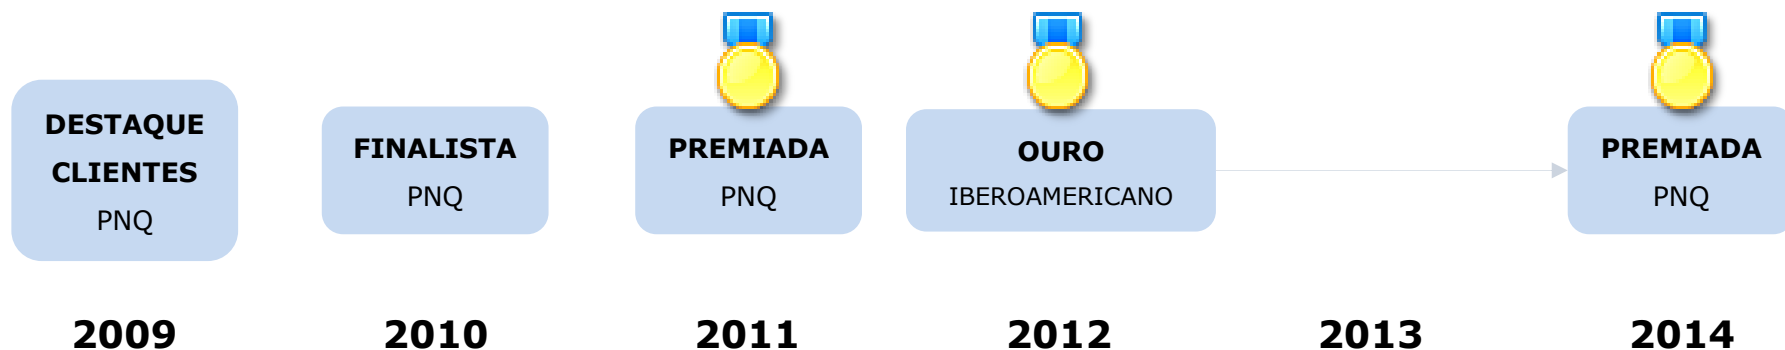 DESTAQUE
CLIENTES
PNQ
FINALISTA
PNQ
PREMIADA
PNQ
OURO
IBEROAMERICANO
PREMIADA
PNQ
2009
2010
2011
2012
2013
2014